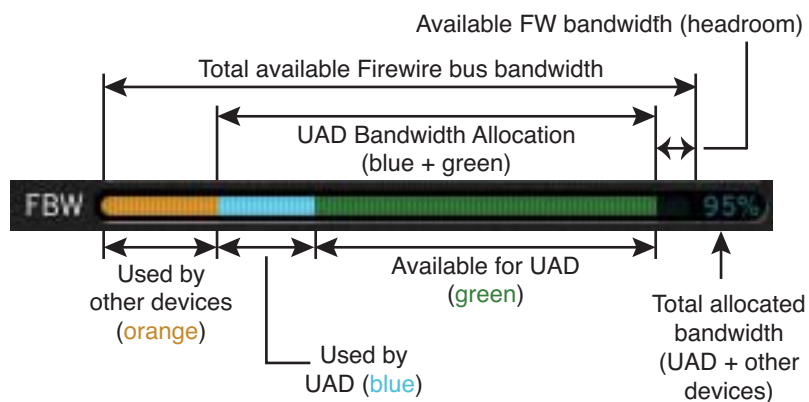 Available FW bandwidth (headroom)
Total available Firewire bus bandwidth
UAD Bandwidth Allocation
(blue + green)
FBW
95%
Used by
other devices
(orange)
Used by
UAD (blue)
Available for UAD
(green)
Total allocated
bandwidth
(UAD + other
devices)